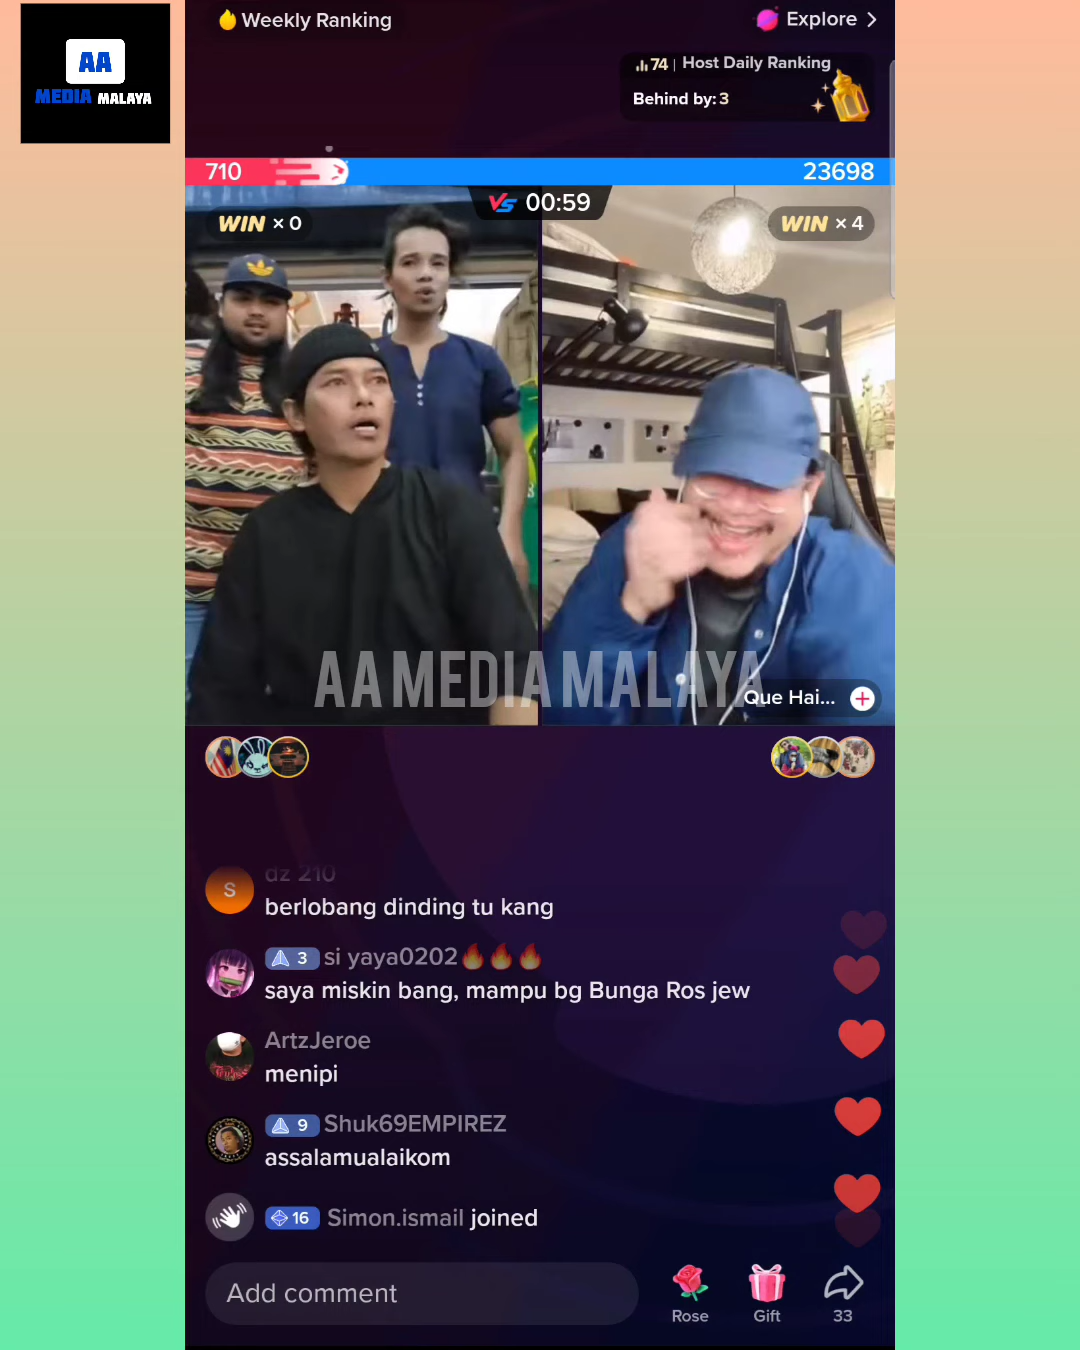 AA
MEDIA MALAYA
Weekly Ranking
Explore >
74 | Host Daily Ranking
Behind by: 3
710
23698
VS 00:59
WIN × 0
WIN × 4
AA MEDIA MALAYA
Que Hai... +
dz 210
S
berlobang dinding tu kang
3 si yaya0202🔥🔥🔥
saya miskin bang, mampu bg Bunga Ros jew
ArtzJeroe
menipi
9 Shuk69EMPIREZ
assalamualaikom
16 Simon.ismail joined
Add comment
Rose
Gift
33